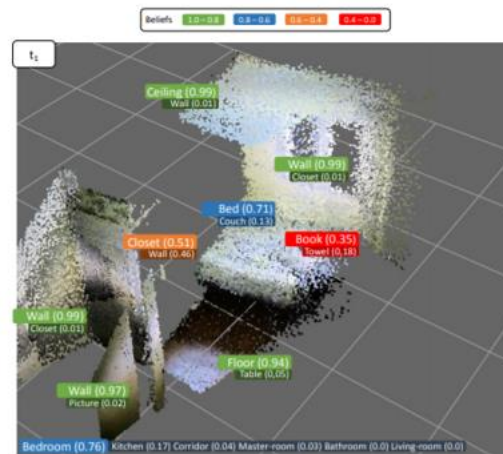 Beliefs 1.0 – 0.8 0.8 – 0.6 0.6 – 0.4 0.4 – 0.0
t₁
Ceiling (0.99)
Wall (0.01)
Wall (0.99)
Closet (0.01)
Bed (0.71)
Couch (0.13)
Closet (0.51)
Wall (0.46)
Book (0.35)
Towel (0,18)
Wall (0.99)
Closet (0.01)
Floor (0.94)
Table (0,05)
Wall (0.97)
Picture (0.02)
Bedroom (0.76) Kitchen (0.17) Corridor (0.04) Master-room (0.03) Bathroom (0.0) Living-room (0.0)